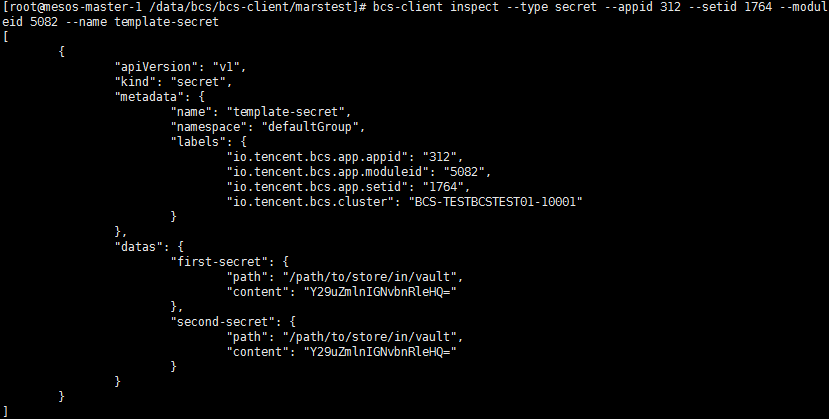 [root@mesos-master-1 /data/bcs/bcs-client/marstest]# bcs-client inspect --type secret --appid 312 --setid 1764 --modul
eid 5082 --name template-secret
[
        {
                "apiVersion": "v1",
                "kind": "secret",
                "metadata": {
                        "name": "template-secret",
                        "namespace": "defaultGroup",
                        "labels": {
                                "io.tencent.bcs.app.appid": "312",
                                "io.tencent.bcs.app.moduleid": "5082",
                                "io.tencent.bcs.app.setid": "1764",
                                "io.tencent.bcs.cluster": "BCS-TESTBCSTEST01-10001"
                        }
                },
                "datas": {
                        "first-secret": {
                                "path": "/path/to/store/in/vault",
                                "content": "Y29uZmlnIGNvbnRleHQ="
                        },
                        "second-secret": {
                                "path": "/path/to/store/in/vault",
                                "content": "Y29uZmlnIGNvbnRleHQ="
                        }
                }
        }
]